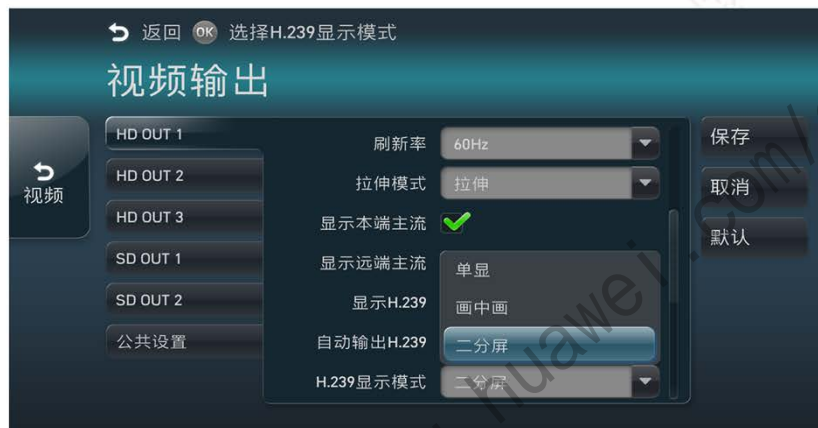 返回 OK 选择H.239显示模式
视频输出
视频
HD OUT 1
HD OUT 2
HD OUT 3
SD OUT 1
SD OUT 2
公共设置
刷新率 60Hz
拉伸模式 拉伸
显示本端主流
显示远端主流
单显
显示H.239
画中画
自动输出H.239
二分屏
H.239显示模式 二分屏
保存
取消
默认
huawei.com/